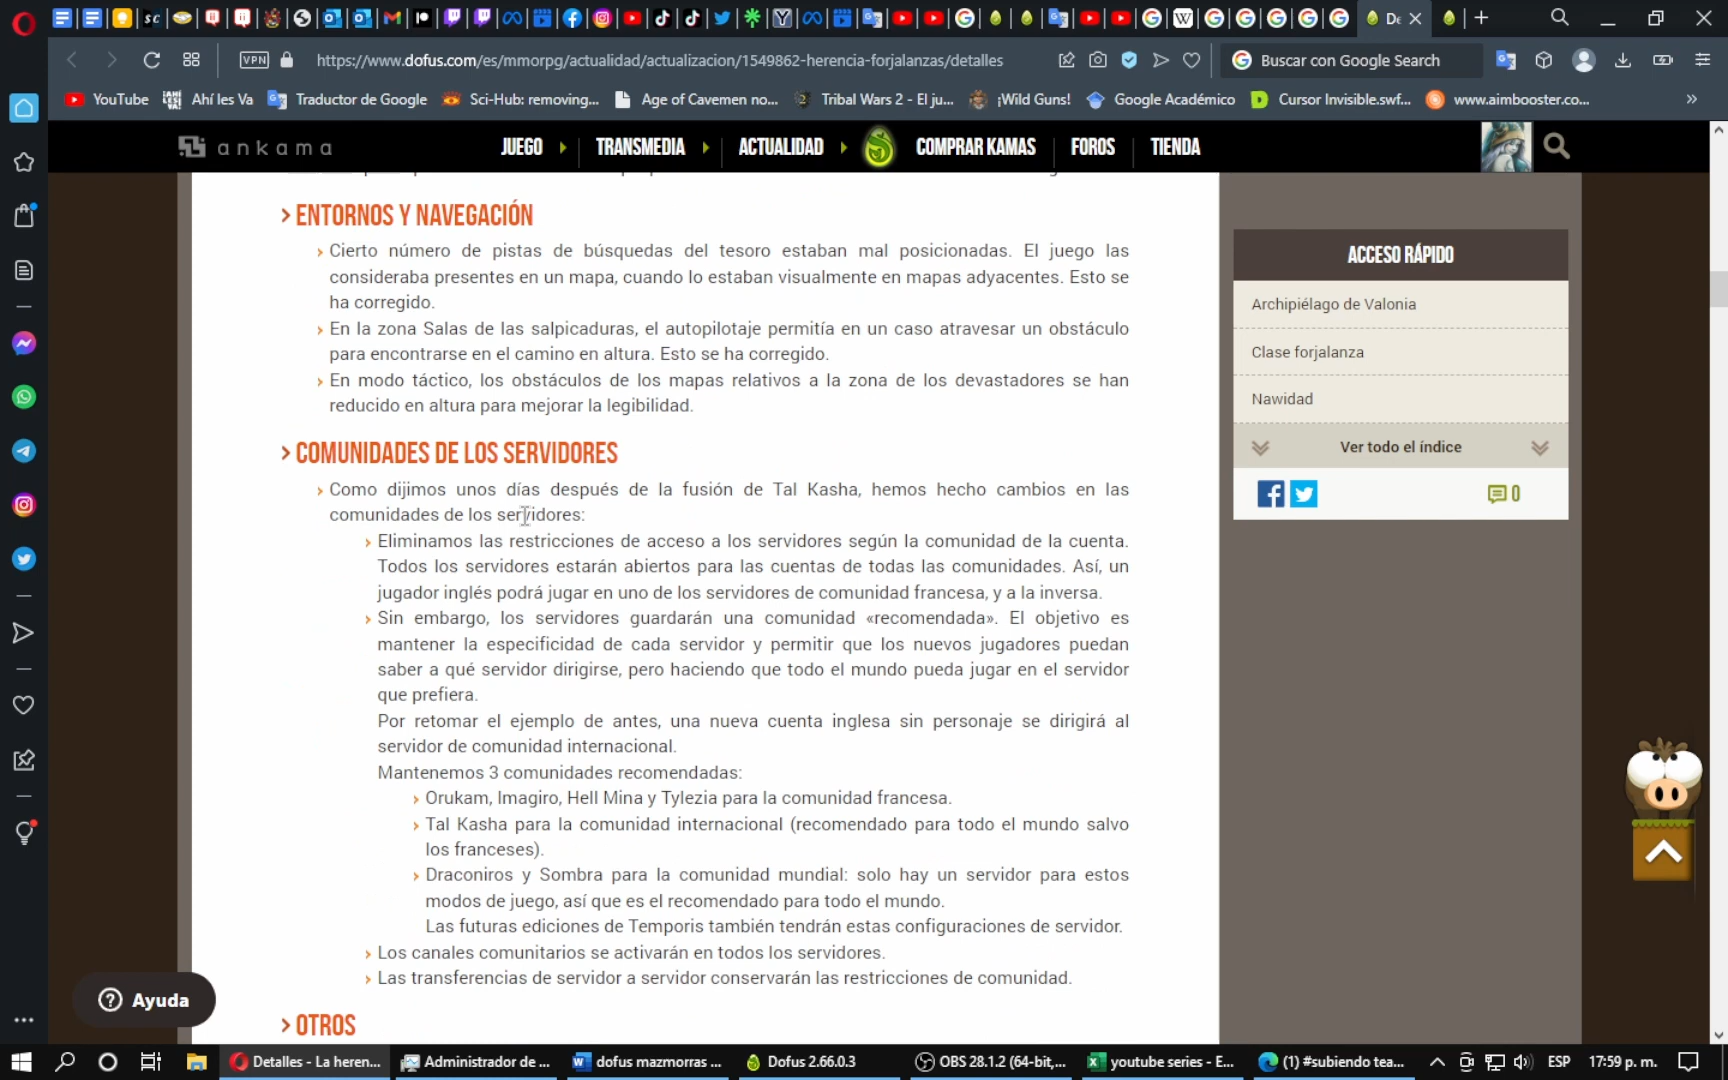 De
https://www.dofus.com/es/mmorpg/actualidad/actualizacion/1549862-herencia-forjalanzas/detalles
VPN
Buscar con Google Search
YouTube
Ahí les Va
Traductor de Google
Sci-Hub: removing...
Age of Cavemen no...
Tribal Wars 2 - El ju...
¡Wild Guns!
Google Académico
Cursor Invisible.swf...
www.aimbooster.co...
ankama
JUEGO
TRANSMEDIA
ACTUALIDAD
COMPRAR KAMAS
FOROS
TIENDA
ENTORNOS Y NAVEGACIÓN
Cierto número de pistas de búsquedas del tesoro estaban mal posicionadas. El juego las
consideraba presentes en un mapa, cuando lo estaban visualmente en mapas adyacentes. Esto se
ha corregido.
En la zona Salas de las salpicaduras, el autopilotaje permitía en un caso atravesar un obstáculo
para encontrarse en el camino en altura. Esto se ha corregido.
En modo táctico, los obstáculos de los mapas relativos a la zona de los devastadores se han
reducido en altura para mejorar la legibilidad.
COMUNIDADES DE LOS SERVIDORES
Como dijimos unos días después de la fusión de Tal Kasha, hemos hecho cambios en las
comunidades de los servidores:
Eliminamos las restricciones de acceso a los servidores según la comunidad de la cuenta.
Todos los servidores estarán abiertos para las cuentas de todas las comunidades. Así, un
jugador inglés podrá jugar en uno de los servidores de comunidad francesa, y a la inversa.
Sin embargo, los servidores guardarán una comunidad «recomendada». El objetivo es
mantener la especificidad de cada servidor y permitir que los nuevos jugadores puedan
saber a qué servidor dirigirse, pero haciendo que todo el mundo pueda jugar en el servidor
que prefiera.
Por retomar el ejemplo de antes, una nueva cuenta inglesa sin personaje se dirigirá al
servidor de comunidad internacional.
Mantenemos 3 comunidades recomendadas:
Orukam, Imagiro, Hell Mina y Tylezia para la comunidad francesa.
Tal Kasha para la comunidad internacional (recomendado para todo el mundo salvo
los franceses).
Draconiros y Sombra para la comunidad mundial: solo hay un servidor para estos
modos de juego, así que es el recomendado para todo el mundo.
Las futuras ediciones de Temporis también tendrán estas configuraciones de servidor.
Los canales comunitarios se activarán en todos los servidores.
Las transferencias de servidor a servidor conservarán las restricciones de comunidad.
OTROS
ACCESO RÁPIDO
Archipiélago de Valonia
Clase forjalanza
Nawidad
Ver todo el índice
0
Ayuda
Detalles - La heren...
Administrador de ...
dofus mazmorras ...
Dofus 2.66.0.3
OBS 28.1.2 (64-bit,...
youtube series - E...
(1) #subiendo tea...
ESP
17:59 p. m.